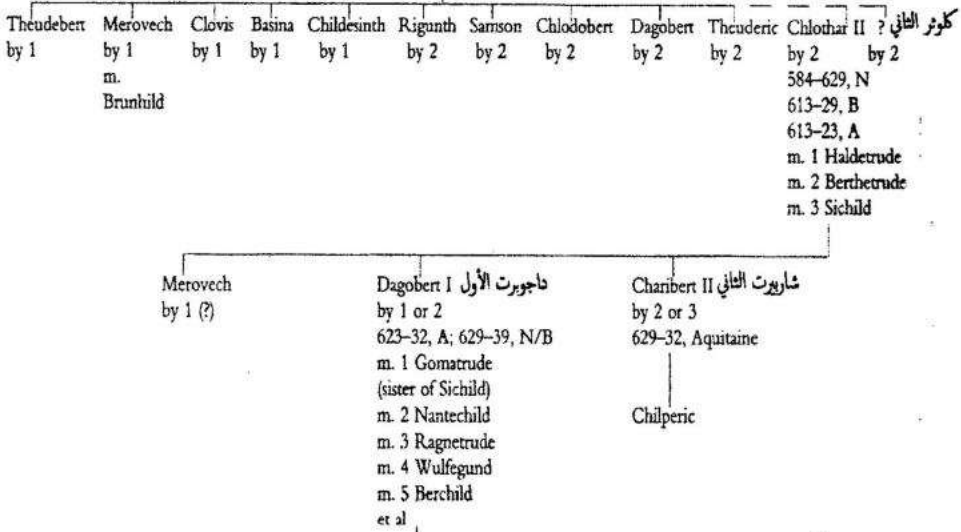 Theudebert Merovech Clovis Basina Childesinth Rigunth Samson Chlodobert Dagobert Theuderic Chlothar II ? كلوثر الثاني
by 1 by 1 by 1 by 1 by 1 by 2 by 2 by 2 by 2 by 2 by 2 by 2
m. 584–629, N
Brunhild 613–29, B
613–23, A
m. 1 Haldetrude
m. 2 Berthetrude
m. 3 Sichild
Merovech Dagobert I داجوبرت الأول Charibert II شاربيرت الثاني
by 1 (?) by 1 or 2 by 2 or 3
623–32, A; 629–39, N/B 629–32, Aquitaine
m. 1 Gomatrude
(sister of Sichild)
m. 2 Nantechild Chilperic
m. 3 Ragnetrude
m. 4 Wulfegund
m. 5 Berchild
et al